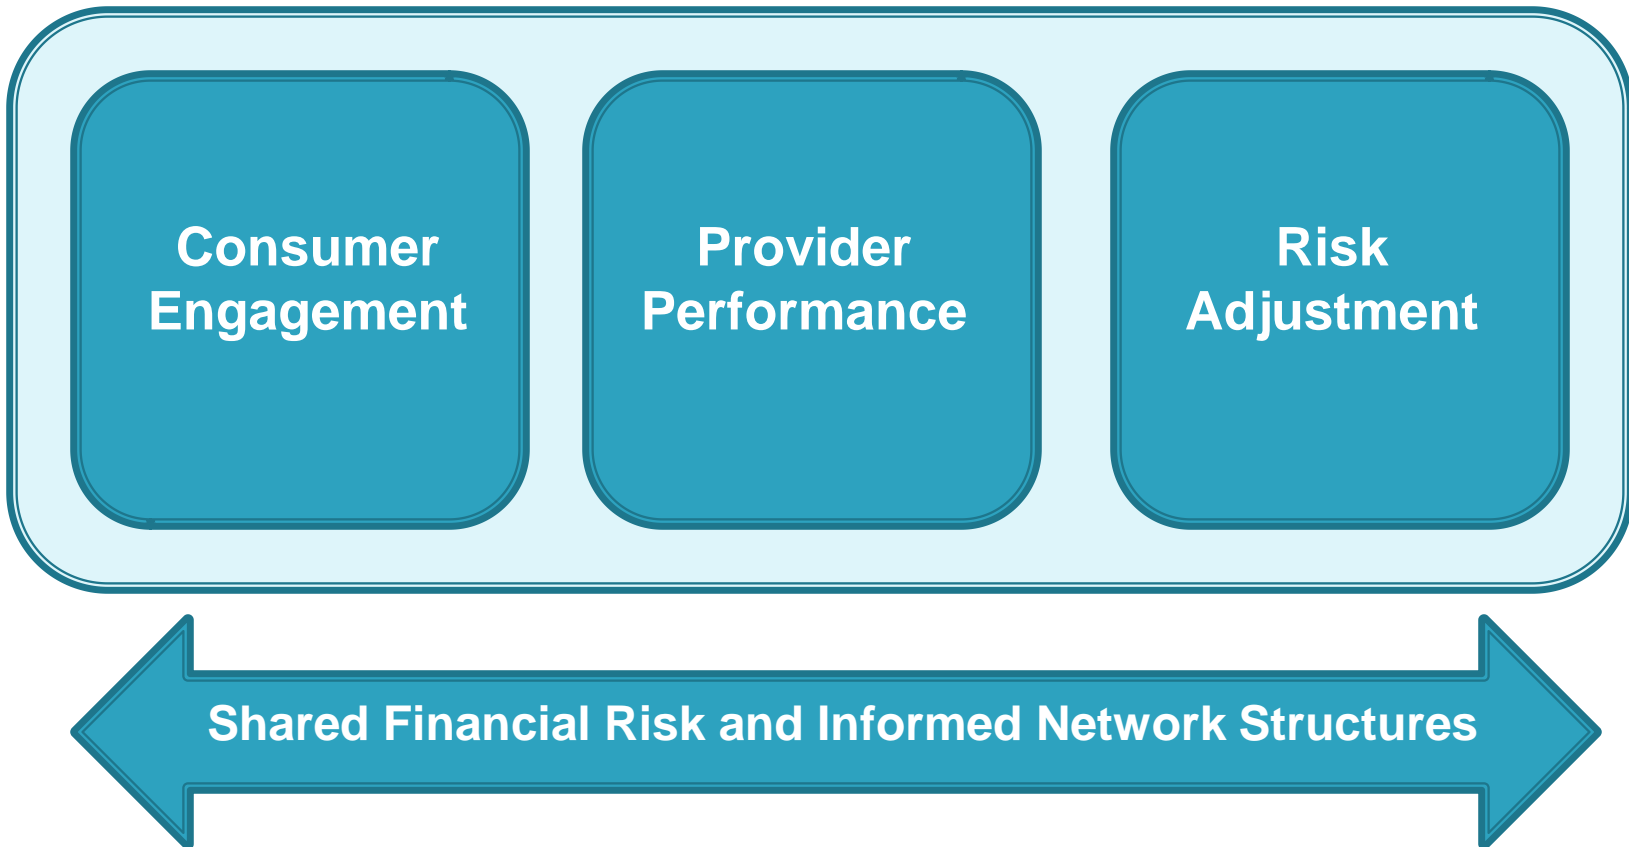 Consumer
Engagement
Provider
Performance
Risk
Adjustment
Shared Financial Risk and Informed Network Structures